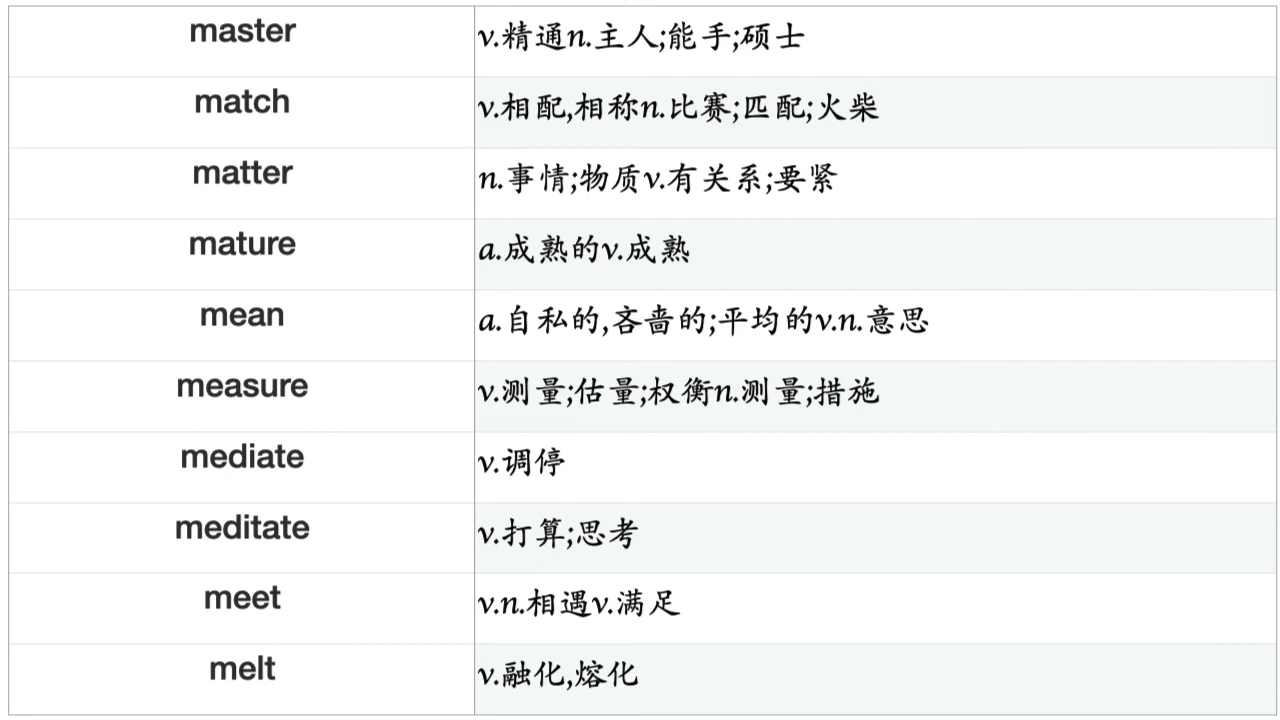 master v.精通n.主人;能手;硕士
match v.相配,相称n.比赛;匹配;火柴
matter n.事情;物质v.有关系;要紧
mature a.成熟的v.成熟
mean a.自私的,吝啬的;平均的v.n.意思
measure v.测量;估量;权衡n.测量;措施
mediate v.调停
meditate v.打算;思考
meet v.n.相遇v.满足
melt v.融化,熔化